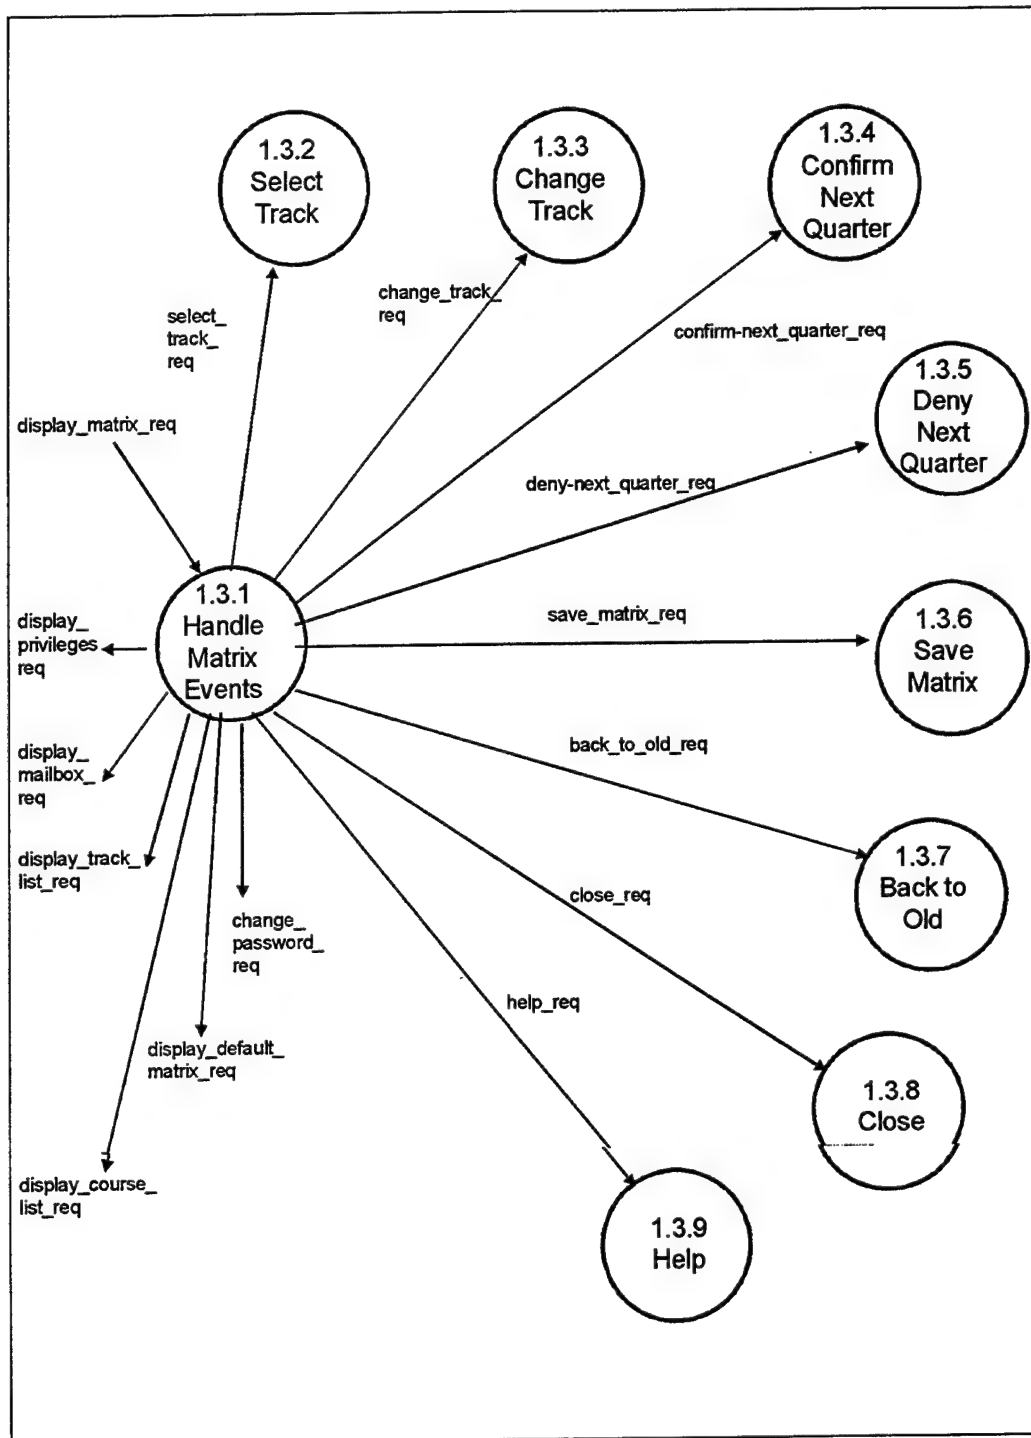 1.3.2
Select
Track
1.3.3
Change
Track
1.3.4
Confirm
Next
Quarter
select_
track_
req
change_track_
req
confirm-next_quarter_req
1.3.5
Deny
Next
Quarter
display_matrix_req
deny-next_quarter_req
1.3.1
Handle
Matrix
Events
display_
privileges
req
save_matrix_req
1.3.6
Save
Matrix
display_
mailbox_
req
back_to_old_req
display_track_
list_req
1.3.7
Back to
Old
change_
password_
req
close_req
help_req
display_default_
matrix_req
1.3.8
Close
display_course_
list_req
1.3.9
Help